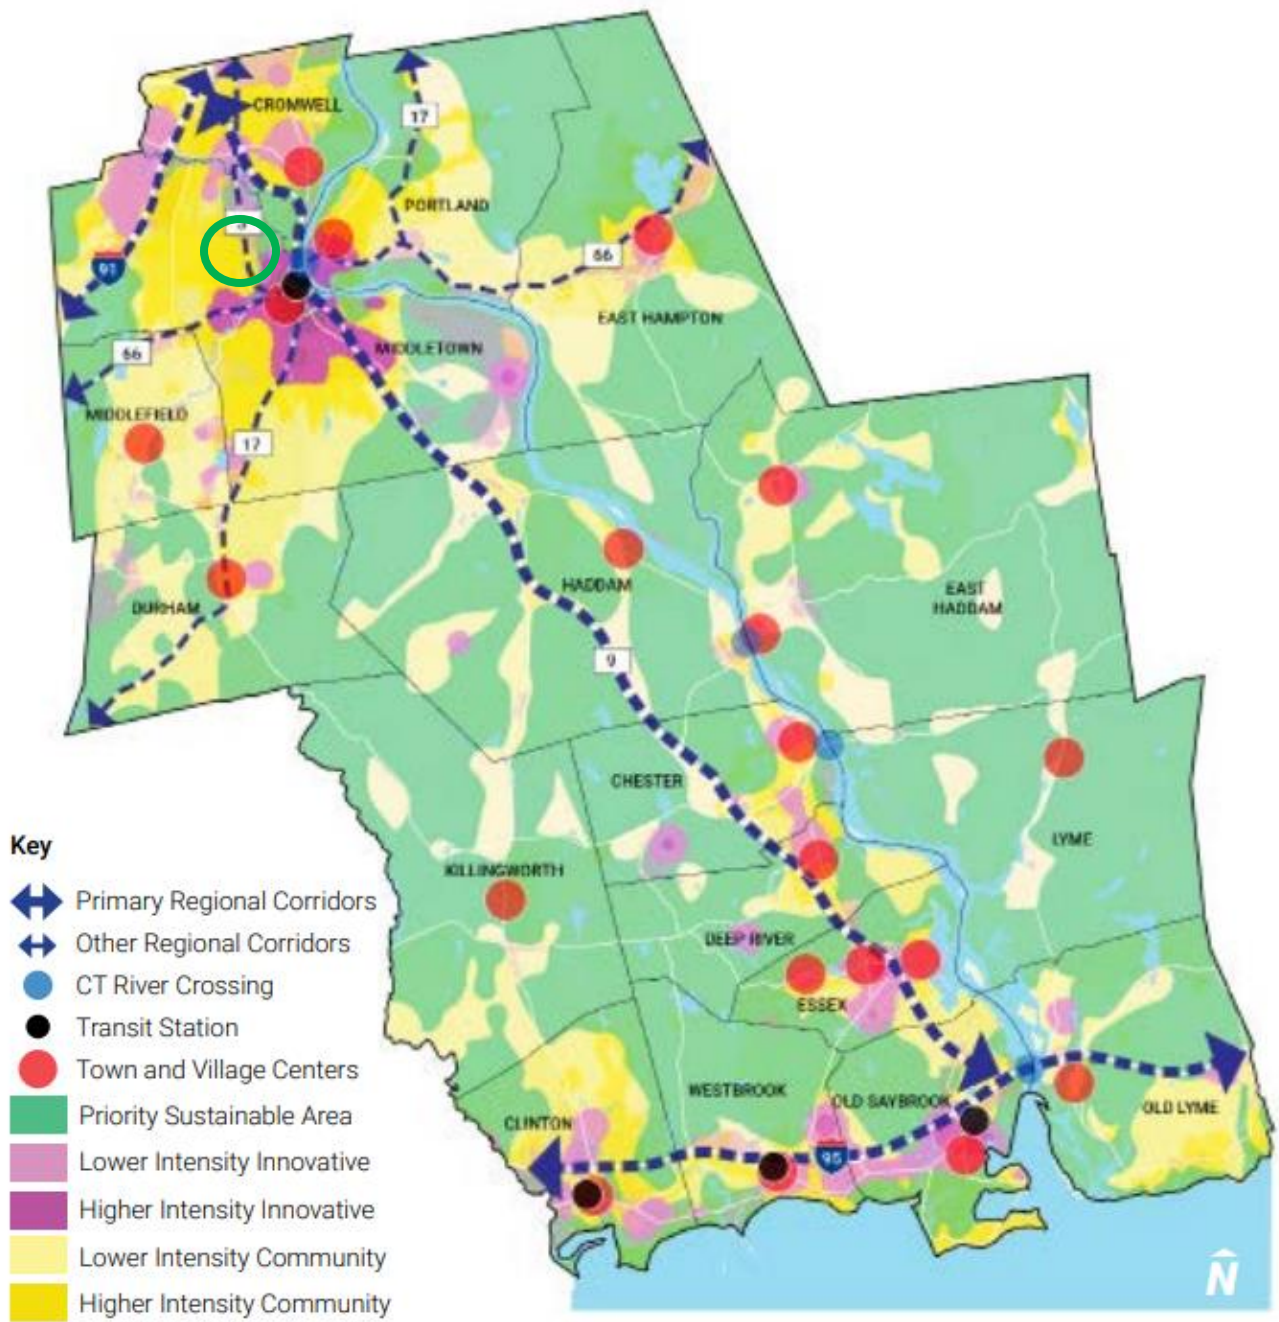 CROMWELL
17
PORTLAND
91
66
EAST HAMPTON
MIDDLETOWN
66
MIDDLEFIELD
17
HADDAM
EAST
HADDAM
DURHAM
9
CHESTER
LYME
KILLINGWORTH
DEEP RIVER
ESSEX
WESTBROOK
OLD SAYBROOK
OLD LYME
CLINTON
95
N
Key
Primary Regional Corridors
Other Regional Corridors
CT River Crossing
Transit Station
Town and Village Centers
Priority Sustainable Area
Lower Intensity Innovative
Higher Intensity Innovative
Lower Intensity Community
Higher Intensity Community